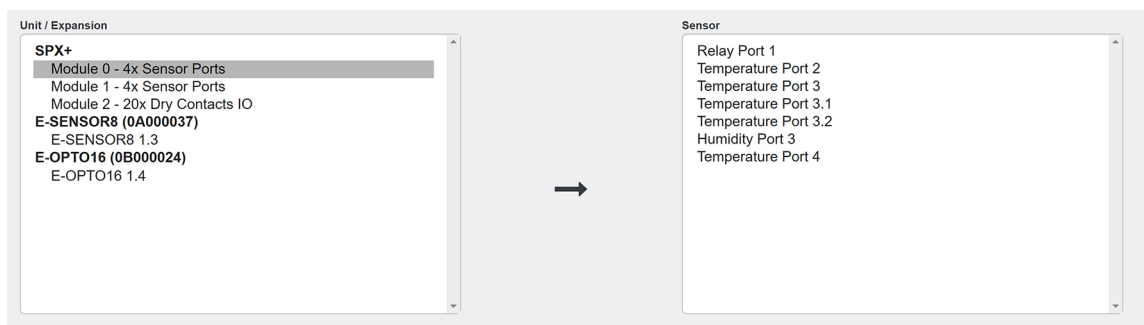 Unit / Expansion
SPX+
Module 0 - 4x Sensor Ports
Module 1 - 4x Sensor Ports
Module 2 - 20x Dry Contacts IO
E-SENSOR8 (0A000037)
E-SENSOR8 1.3
E-OPTO16 (0B000024)
E-OPTO16 1.4
Sensor
Relay Port 1
Temperature Port 2
Temperature Port 3
Temperature Port 3.1
Temperature Port 3.2
Humidity Port 3
Temperature Port 4